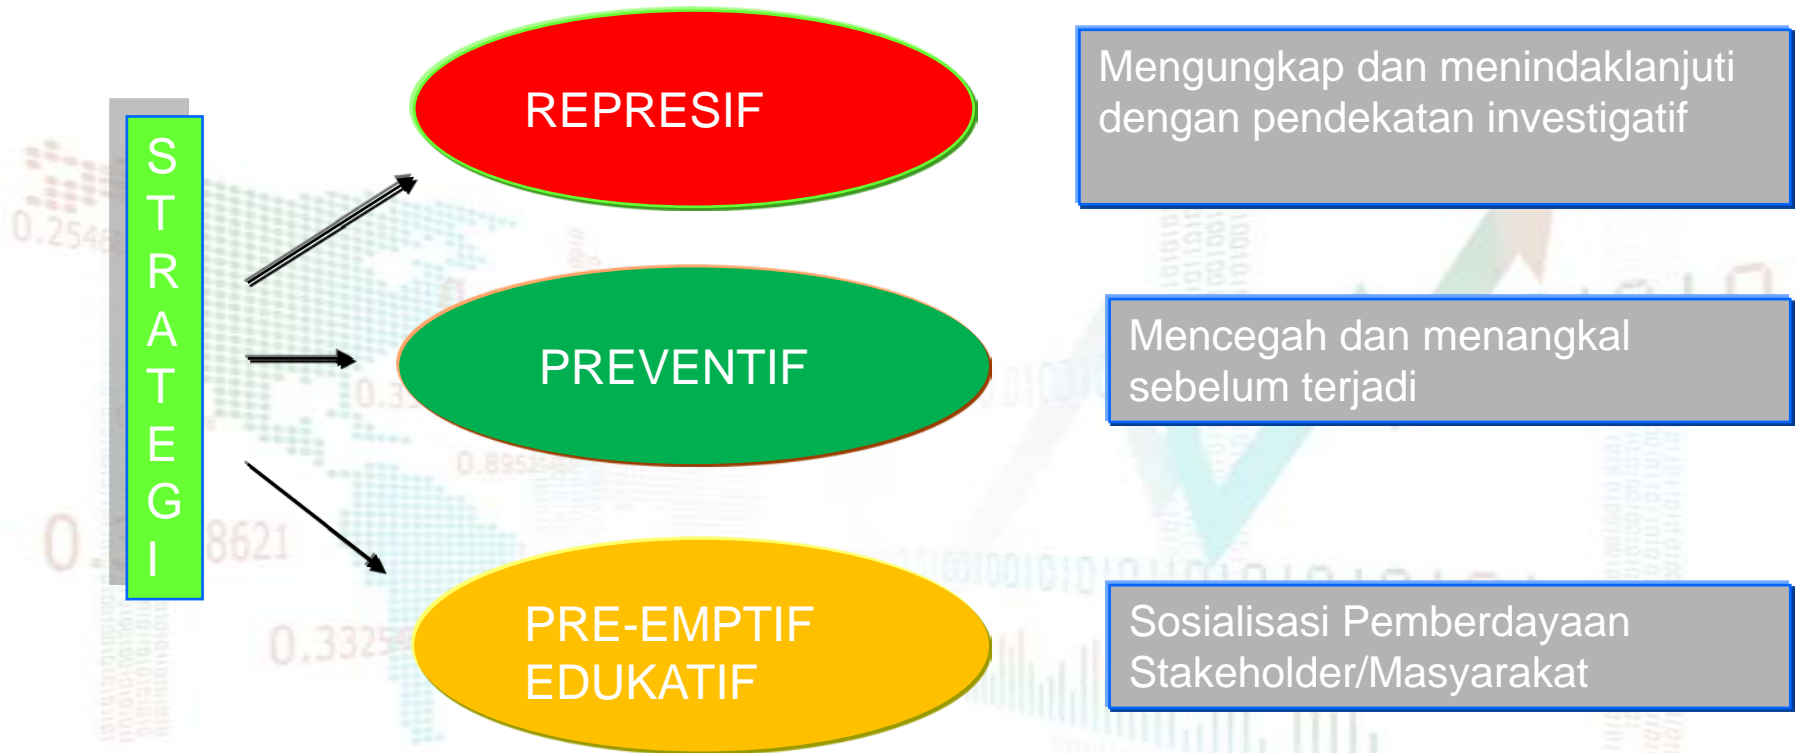 STRATEGI
REPRESIF
Mengungkap dan menindaklanjuti
dengan pendekatan investigatif
PREVENTIF
Mencegah dan menangkal
sebelum terjadi
PRE-EMPTIF
EDUKATIF
Sosialisasi Pemberdayaan
Stakeholder/Masyarakat